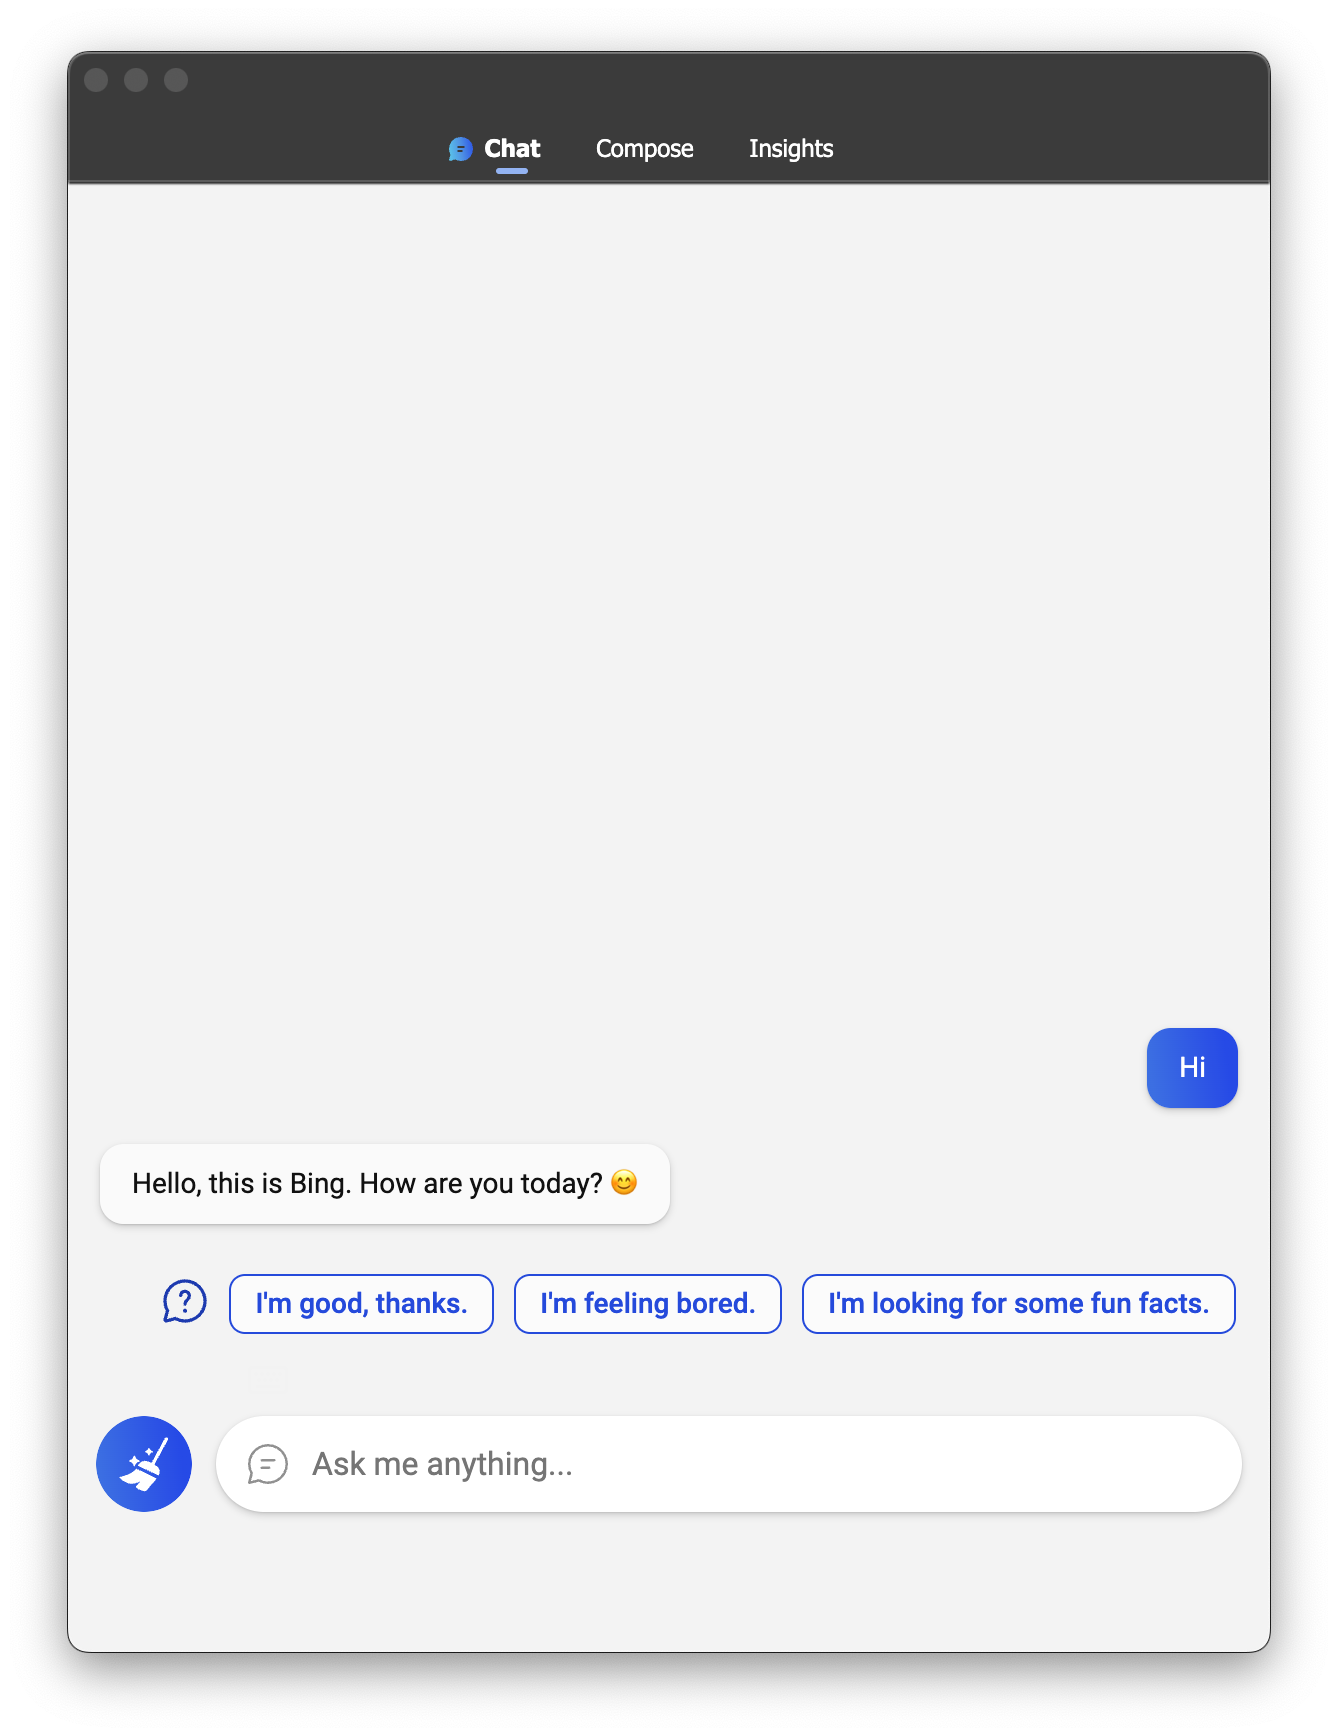 Chat Compose Insights
Hi
Hello, this is Bing. How are you today? 😊
I'm good, thanks. I'm feeling bored. I'm looking for some fun facts.
Ask me anything...